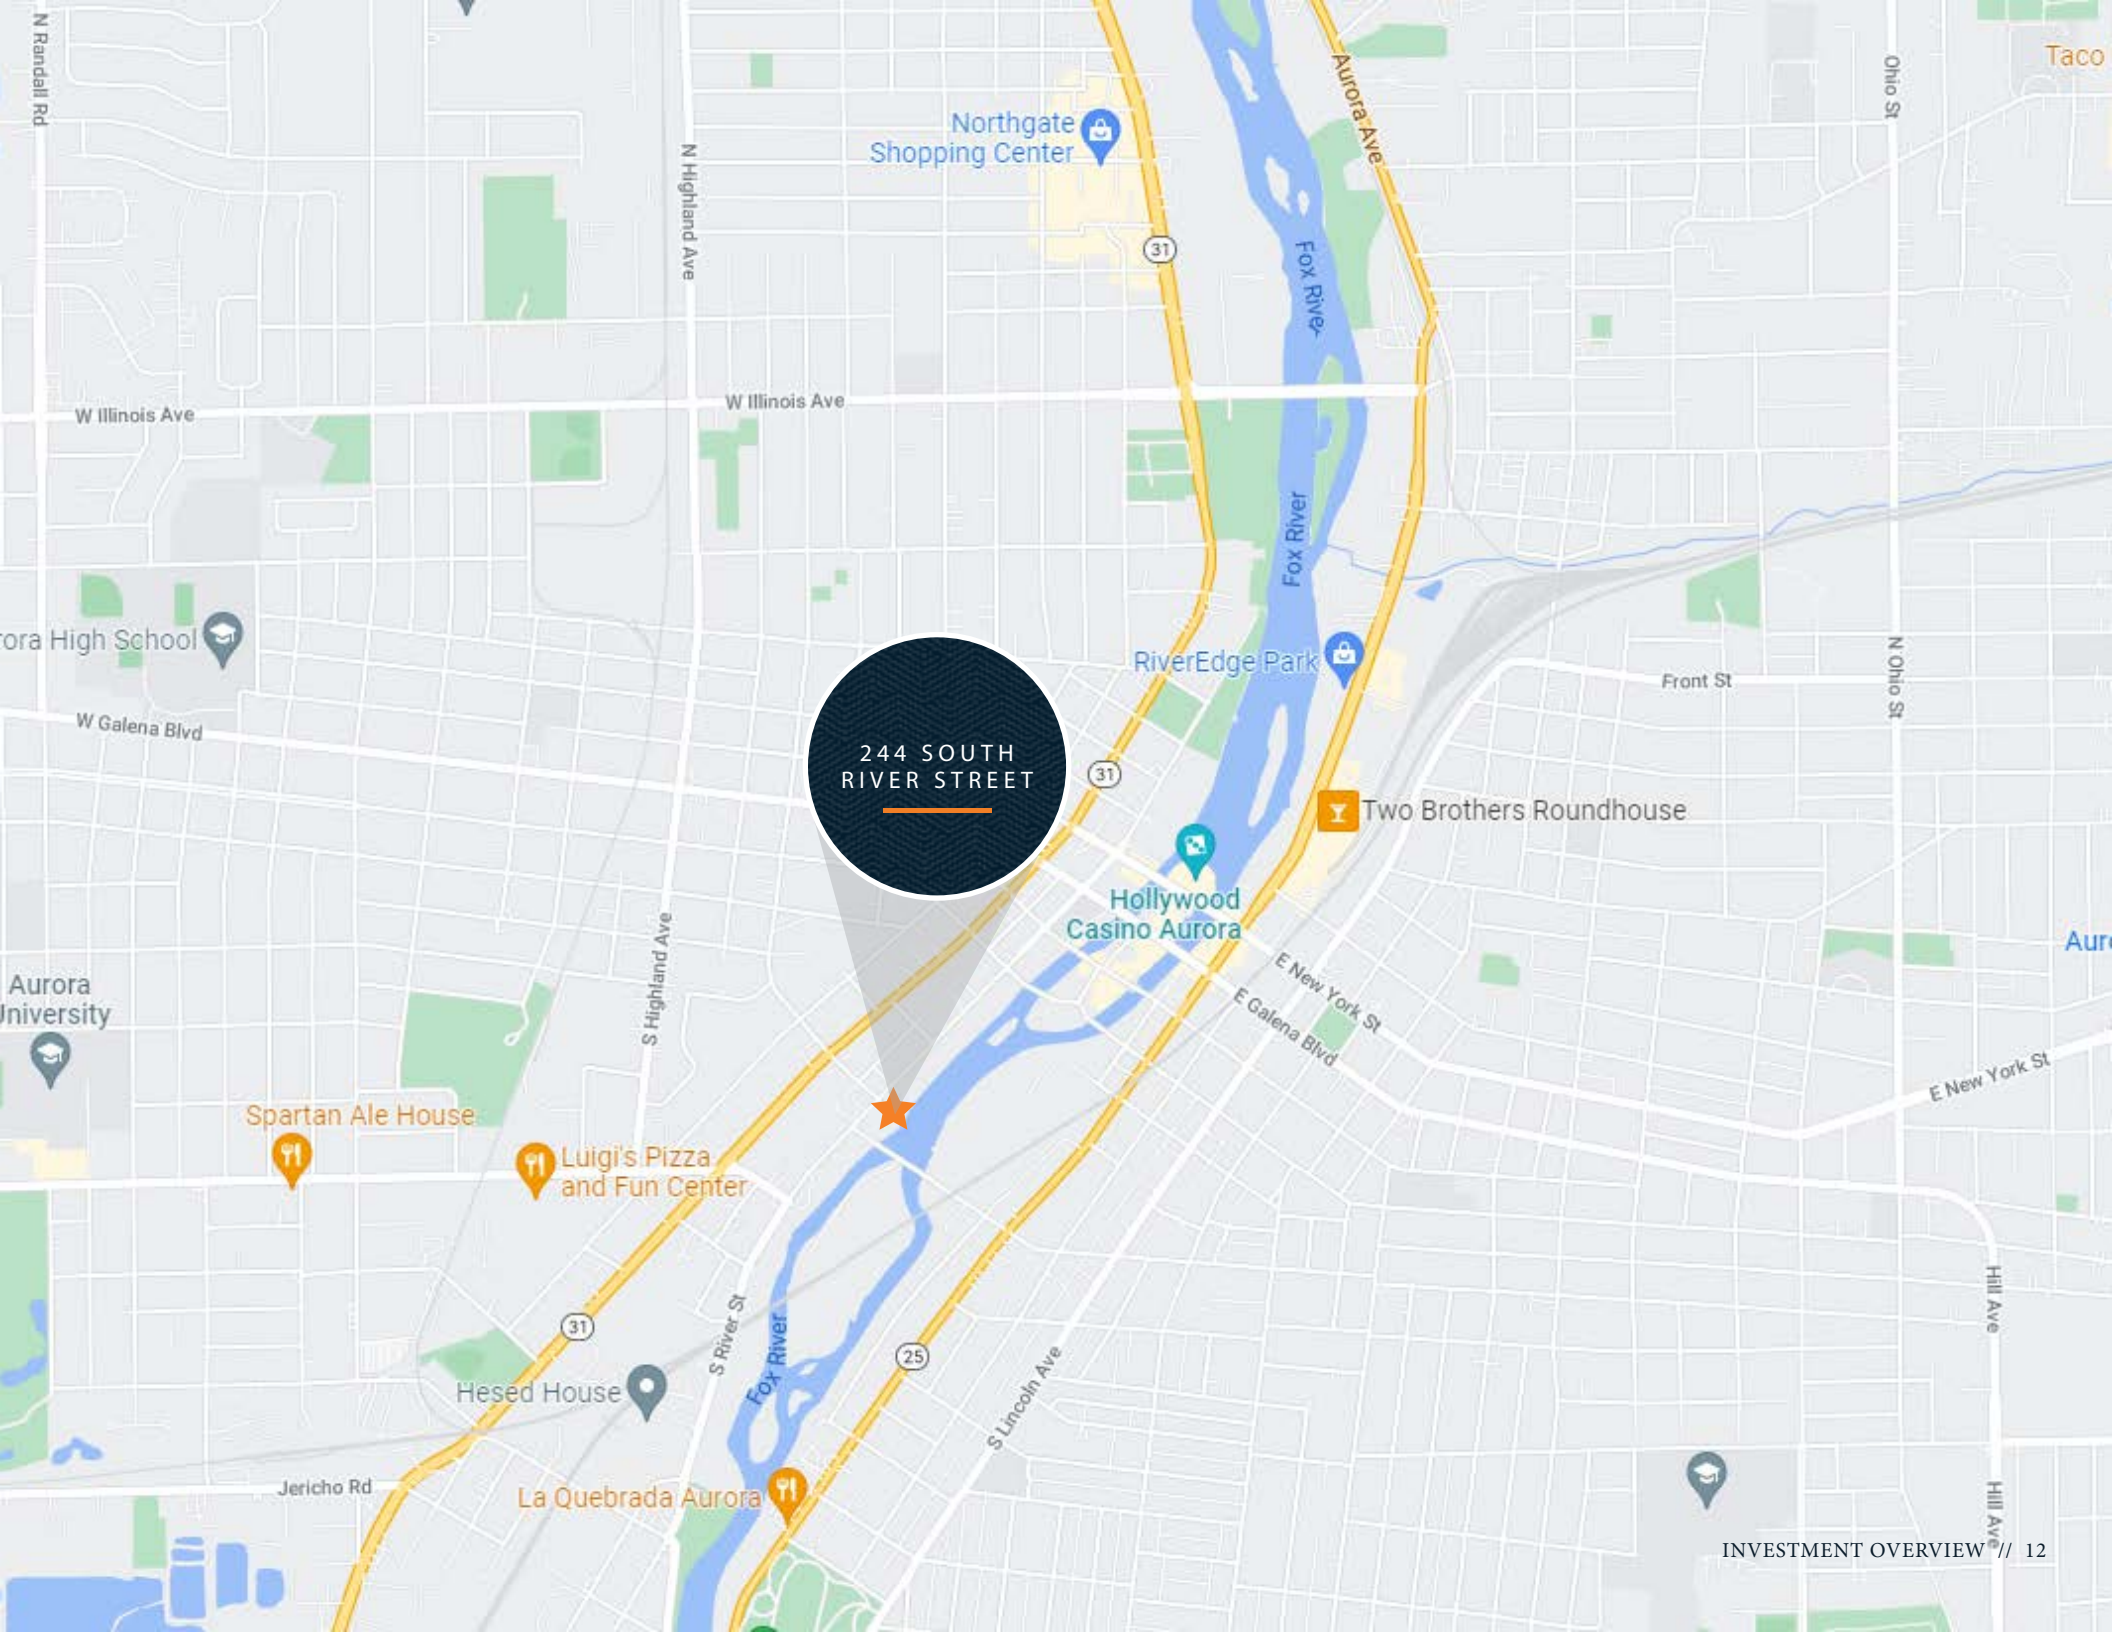 N Randall Rd
Ohio St
Taco
Aurora Ave
Northgate
Shopping Center
N Highland Ave
31
Fox River
W Illinois Ave
W Illinois Ave
Fox River
ora High School
RiverEdge Park
Front St
N Ohio St
W Galena Blvd
244 SOUTH
RIVER STREET
31
Two Brothers Roundhouse
Hollywood
Casino Aurora
S Highland Ave
Aur
E New York St
E Galena Blvd
Aurora
University
E New York St
Spartan Ale House
Luigi's Pizza
and Fun Center
Hill Ave
S River St
31
Fox River
25
S Lincoln Ave
Hesed House
Jericho Rd
La Quebrada Aurora
Hill Ave
INVESTMENT OVERVIEW // 12